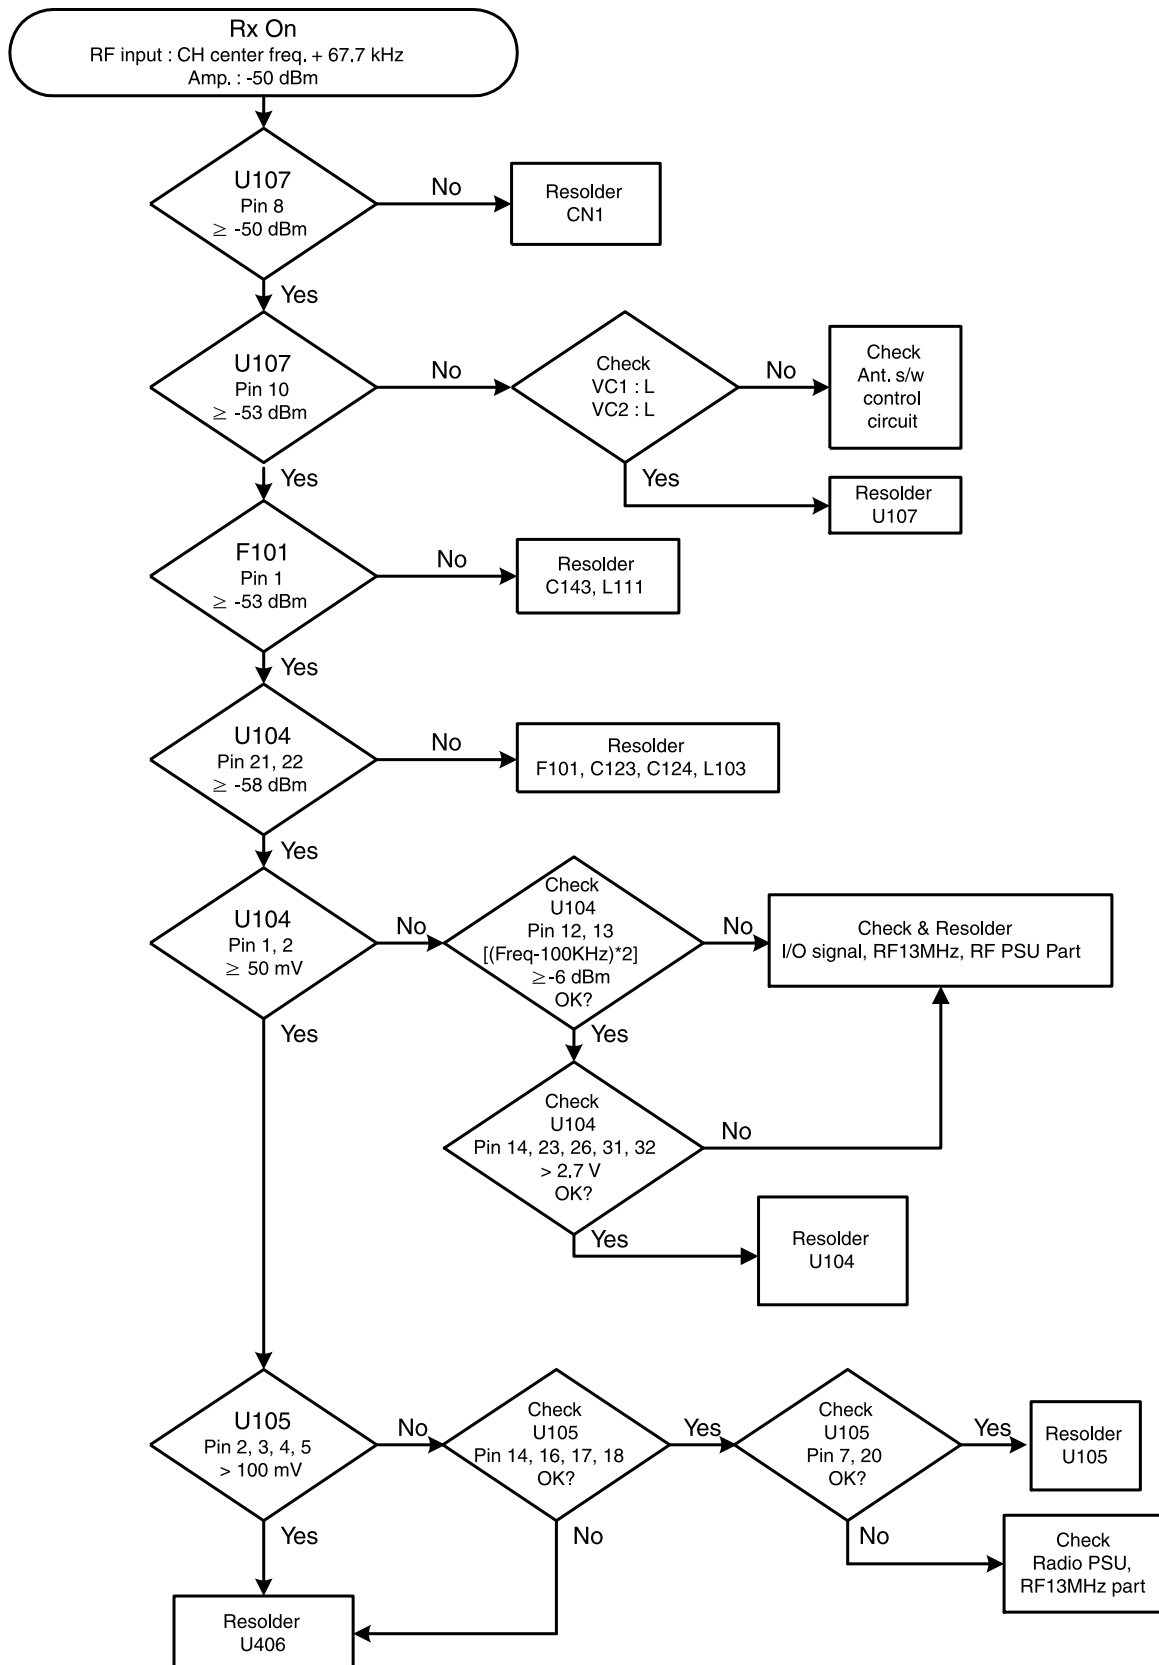 Rx On
RF input : CH center freq. + 67.7 kHz
Amp. : -50 dBm
U107
Pin 8
≥ -50 dBm
No
Resolder
CN1
Yes
U107
Pin 10
≥ -53 dBm
No
Check
VC1 : L
VC2 : L
No
Check
Ant. s/w
control
circuit
Yes
Yes
Resolder
U107
F101
Pin 1
≥ -53 dBm
No
Resolder
C143, L111
Yes
U104
Pin 21, 22
≥ -58 dBm
No
Resolder
F101, C123, C124, L103
Yes
U104
Pin 1, 2
≥ 50 mV
No
Check
U104
Pin 12, 13
[(Freq-100KHz)*2]
≥ -6 dBm
OK?
No
Check & Resolder
I/O signal, RF13MHz, RF PSU Part
Yes
Yes
Check
U104
Pin 14, 23, 26, 31, 32
> 2.7 V
OK?
No
Yes
Resolder
U104
U105
Pin 2, 3, 4, 5
> 100 mV
No
Check
U105
Pin 14, 16, 17, 18
OK?
Yes
Check
U105
Pin 7, 20
OK?
Yes
Resolder
U105
Yes
No
No
Check
Radio PSU,
RF13MHz part
Resolder
U406